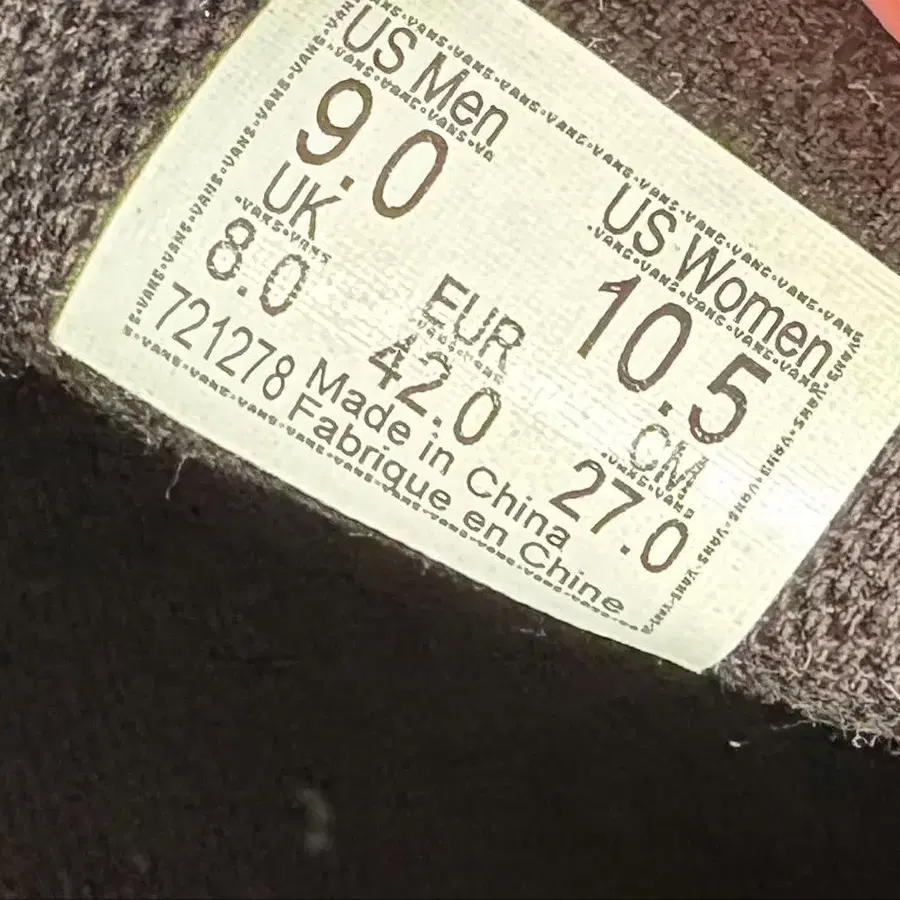 US Men
9.0
US Women
10.5
UK
8.0
EUR
42.0
CM
27.0
721278
Made in China
Fabrique en Chine